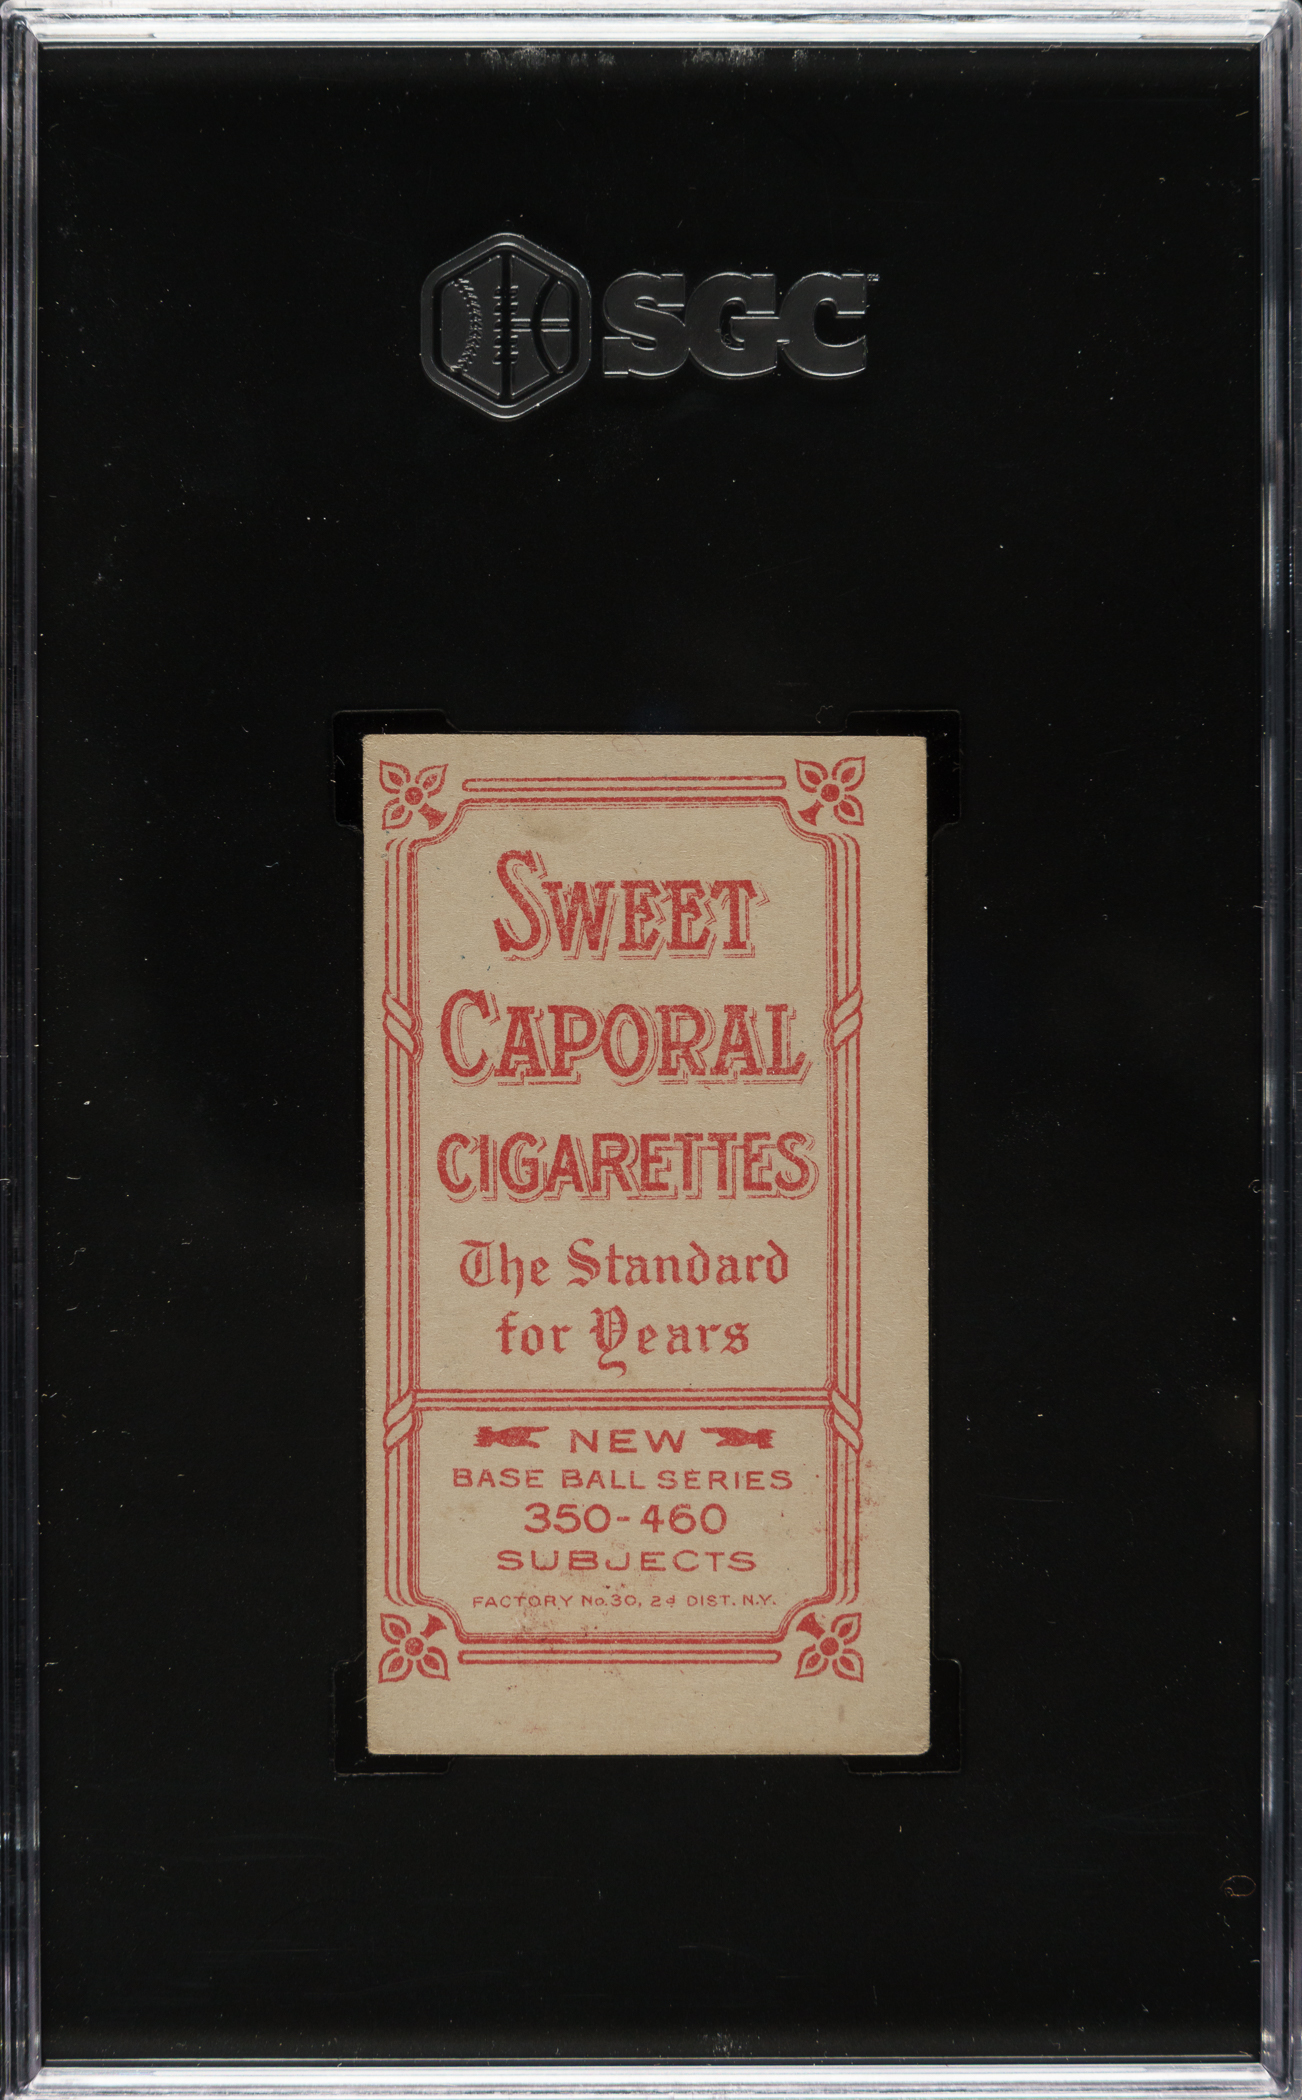 SGC
SWEET
CAPORAL
CIGARETTES
The Standard
for Years
NEW
BASE BALL SERIES
350-460
SUBJECTS
FACTORY No. 30, 2d DIST. N.Y.